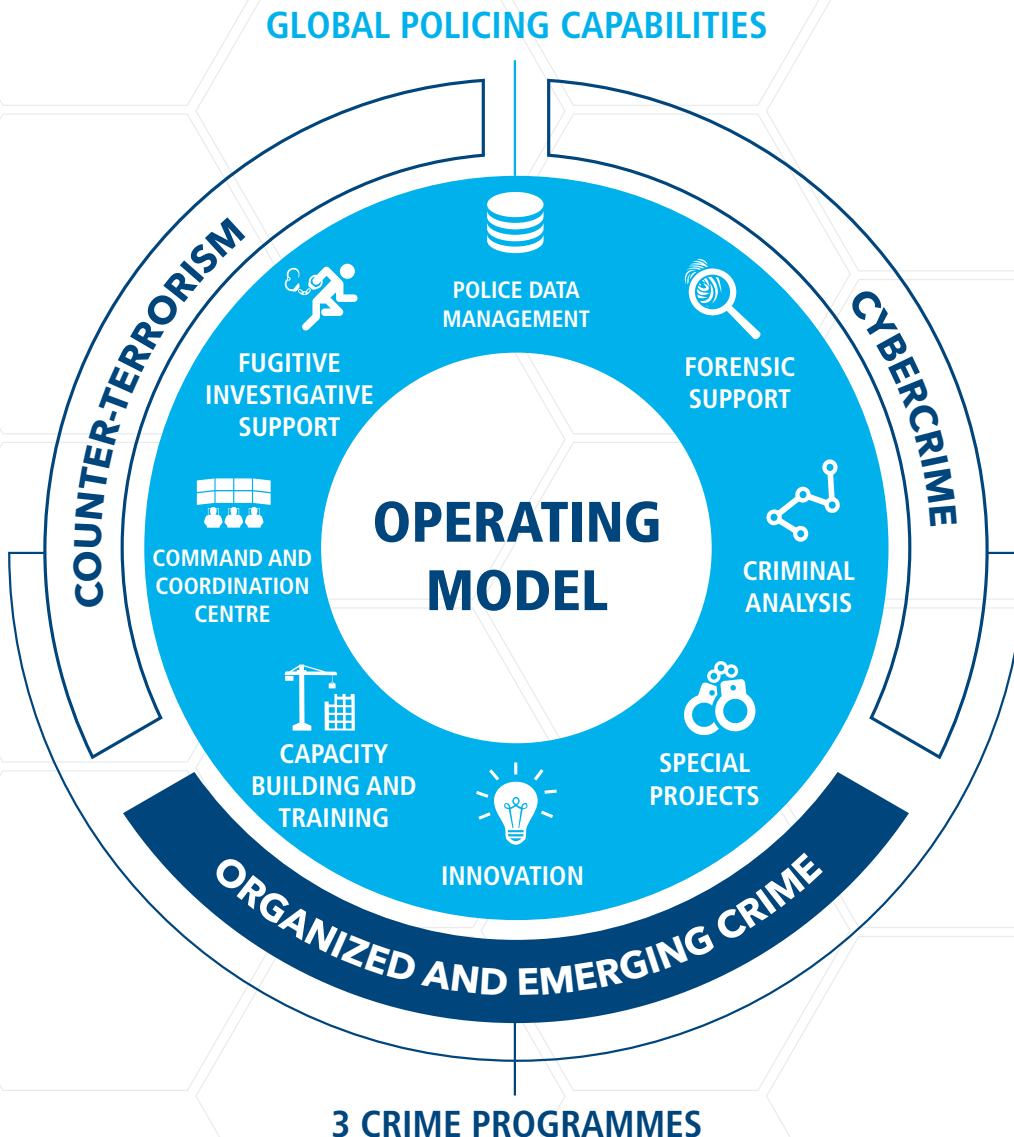 GLOBAL POLICING CAPABILITIES
COUNTER-TERRORISM
CYBERCRIME
POLICE DATA
MANAGEMENT
FUGITIVE
INVESTIGATIVE
SUPPORT
FORENSIC
SUPPORT
OPERATING
MODEL
COMMAND AND
COORDINATION
CENTRE
CRIMINAL
ANALYSIS
CAPACITY
BUILDING AND
TRAINING
SPECIAL
PROJECTS
INNOVATION
ORGANIZED AND EMERGING CRIME
3 CRIME PROGRAMMES